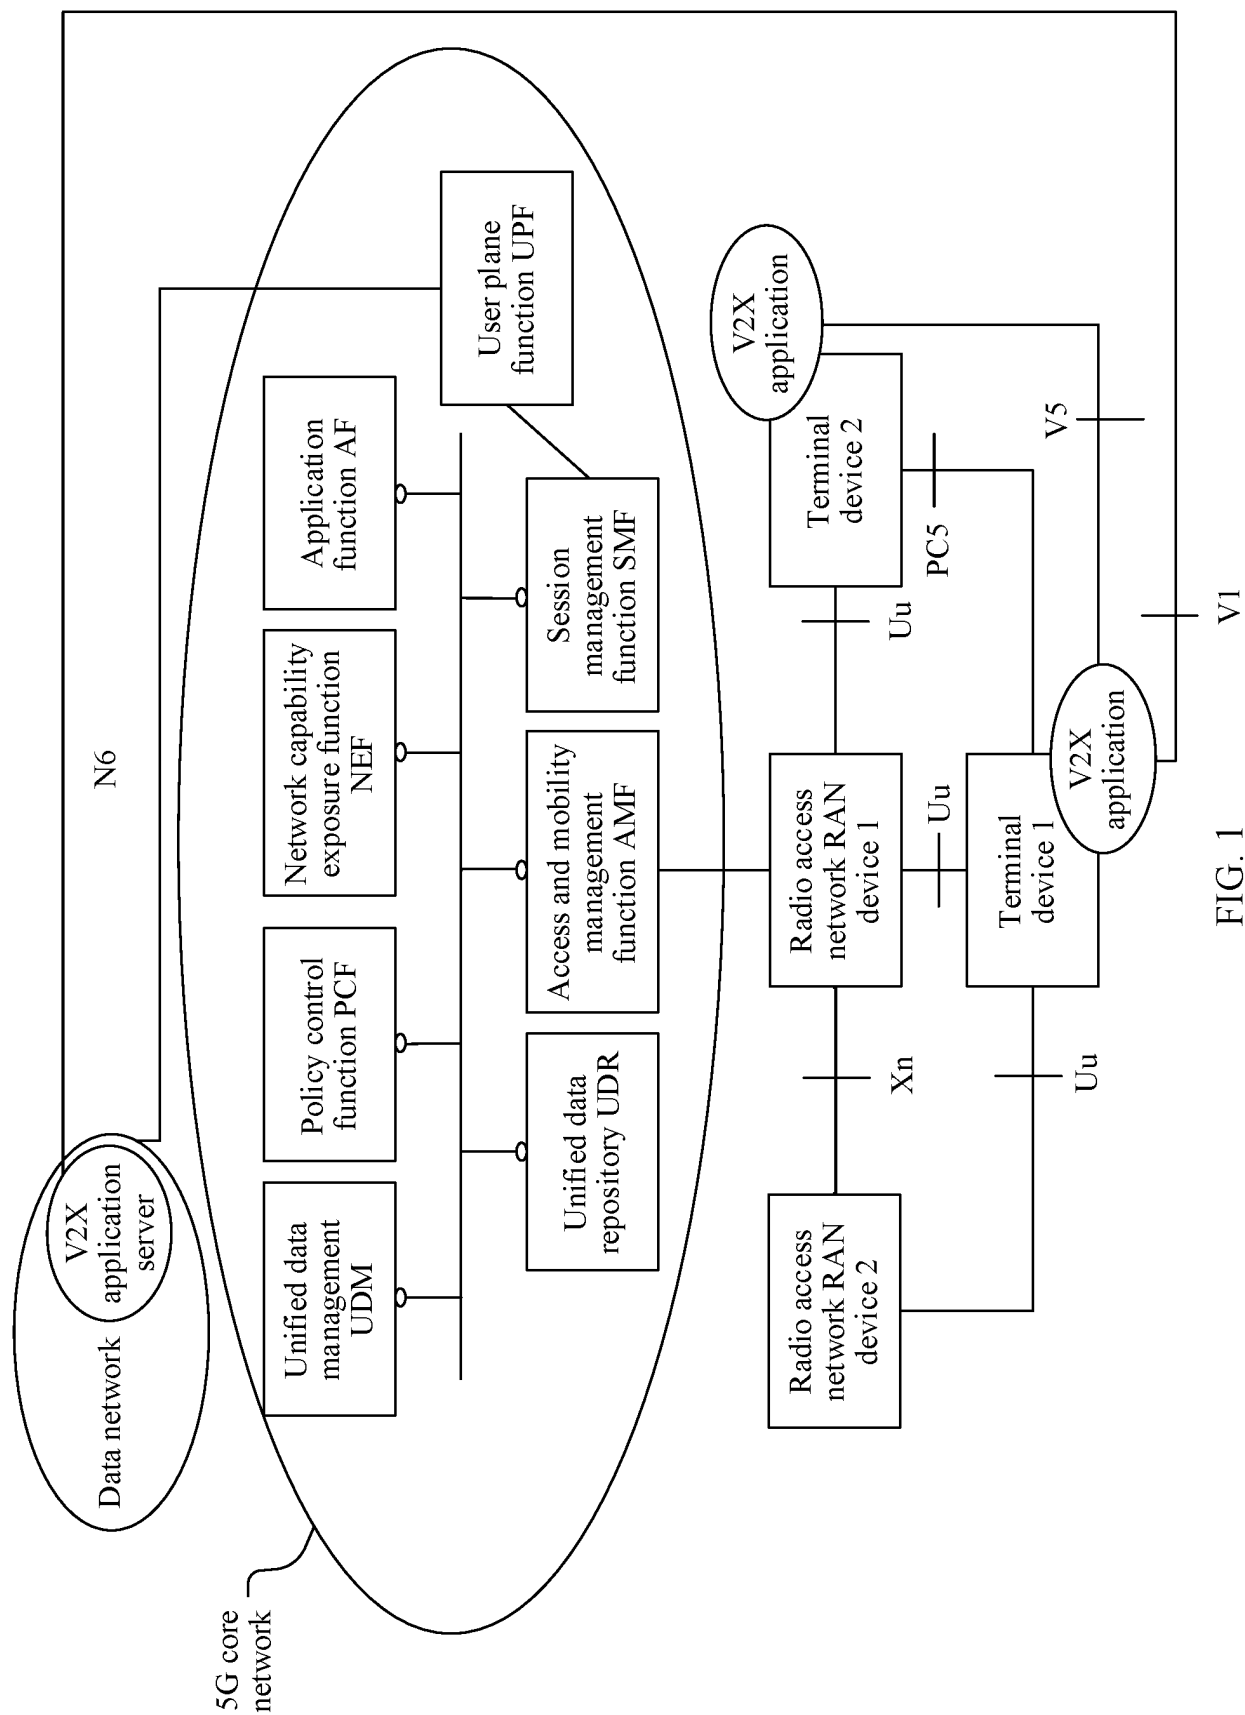 Data network
V2X
application
server
N6
5G core
network
Unified data
management
UDM
Policy control
function PCF
Network capability
exposure function
NEF
Application
function AF
User plane
function UPF
Unified data
repository UDR
Access and mobility
management
function AMF
Session
management
function SMF
Radio access
network RAN
device 2
Xn
Radio access
network RAN
device 1
Uu
Terminal
device 2
V2X
application
Uu
Uu
PC5
Terminal
device 1
V2X
application
V5
V1
FIG. 1